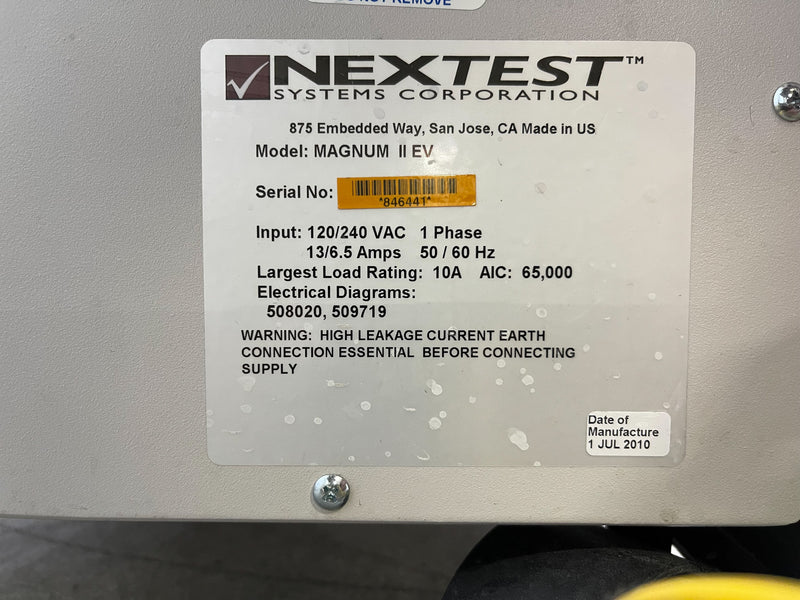 NOT REMOVE
NEXTEST™
SYSTEMS CORPORATION
875 Embedded Way, San Jose, CA Made in US
Model: MAGNUM II EV
Serial No:
*846441*
Input: 120/240 VAC 1 Phase
13/6.5 Amps 50 / 60 Hz
Largest Load Rating: 10A AIC: 65,000
Electrical Diagrams:
508020, 509719
WARNING: HIGH LEAKAGE CURRENT EARTH
CONNECTION ESSENTIAL BEFORE CONNECTING
SUPPLY
Date of
Manufacture
1 JUL 2010